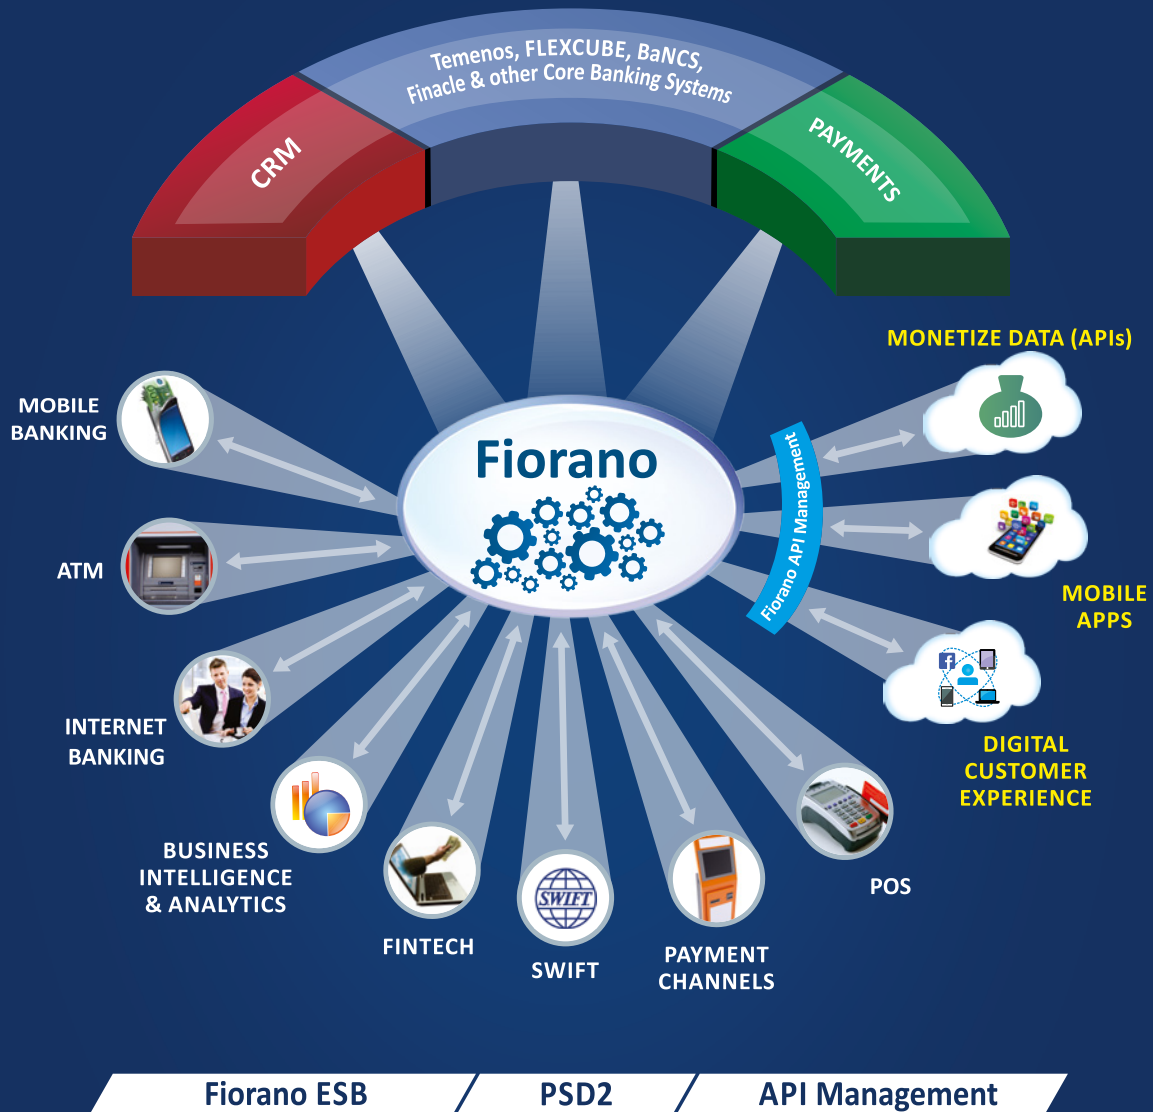 Temenos, FLEXCUBE, BaNCS,
Finacle & other Core Banking Systems
CRM
PAYMENTS
MONETIZE DATA (APIs)
MOBILE
BANKING
Fiorano
Fiorano API Management
ATM
MOBILE
APPS
INTERNET
BANKING
DIGITAL
CUSTOMER
EXPERIENCE
BUSINESS
INTELLIGENCE
& ANALYTICS
POS
SWIFT
FINTECH
SWIFT
PAYMENT
CHANNELS
Fiorano ESB
PSD2
API Management